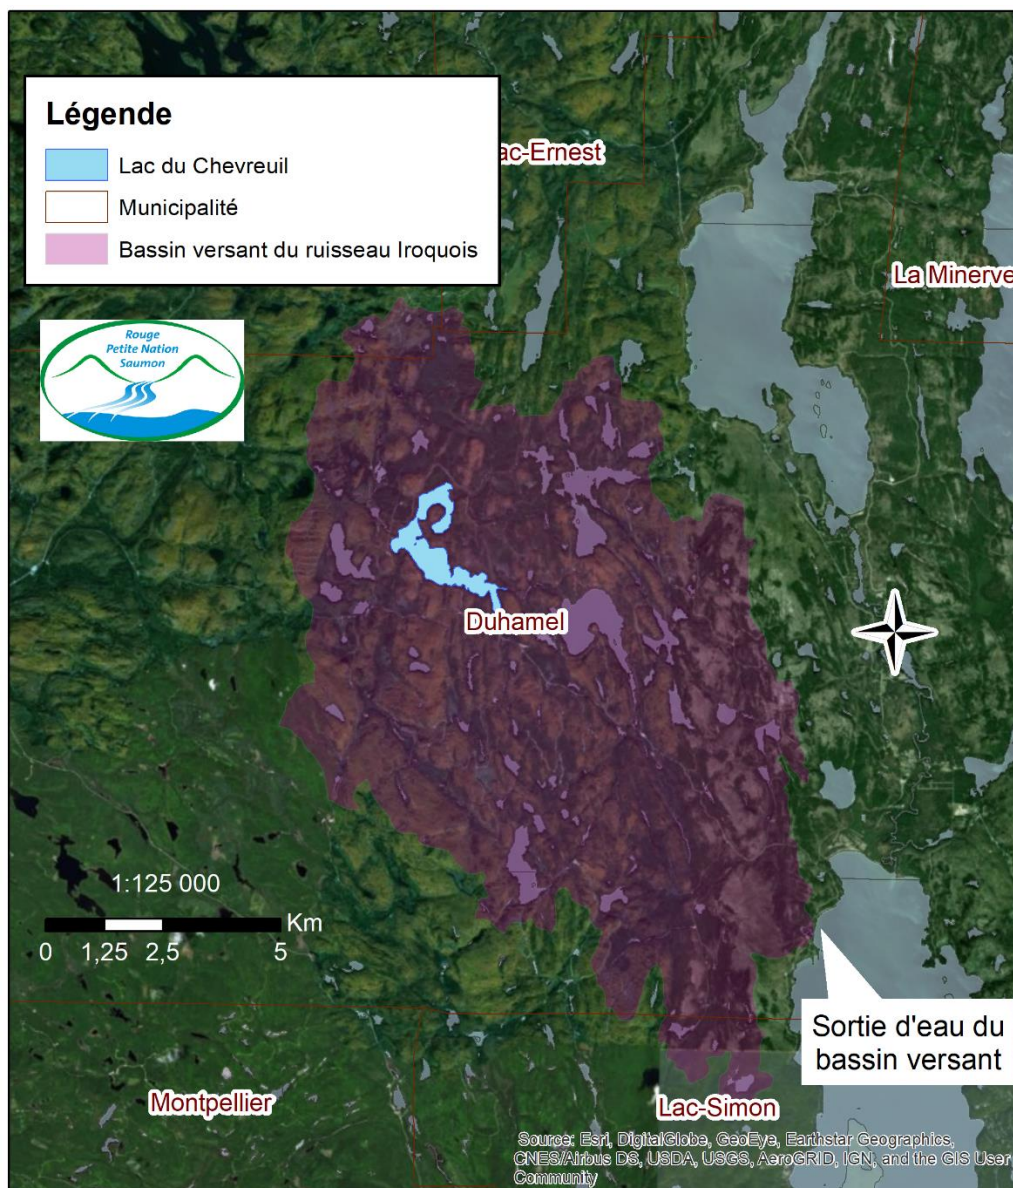 Légende
Lac du Chevreuil
Municipalité
Bassin versant du ruisseau Iroquois
ac-Ernest
La Minerve
Rouge
Petite Nation
Saumon
Duhamel
1:125 000
Km
0 1,25 2,5 5
Sortie d'eau du
bassin versant
Montpellier
Lac-Simon
Source: Esri, DigitalGlobe, GeoEye, Earthstar Geographics,
CNES/Airbus DS, USDA, USGS, AeroGRID, IGN, and the GIS User
Community